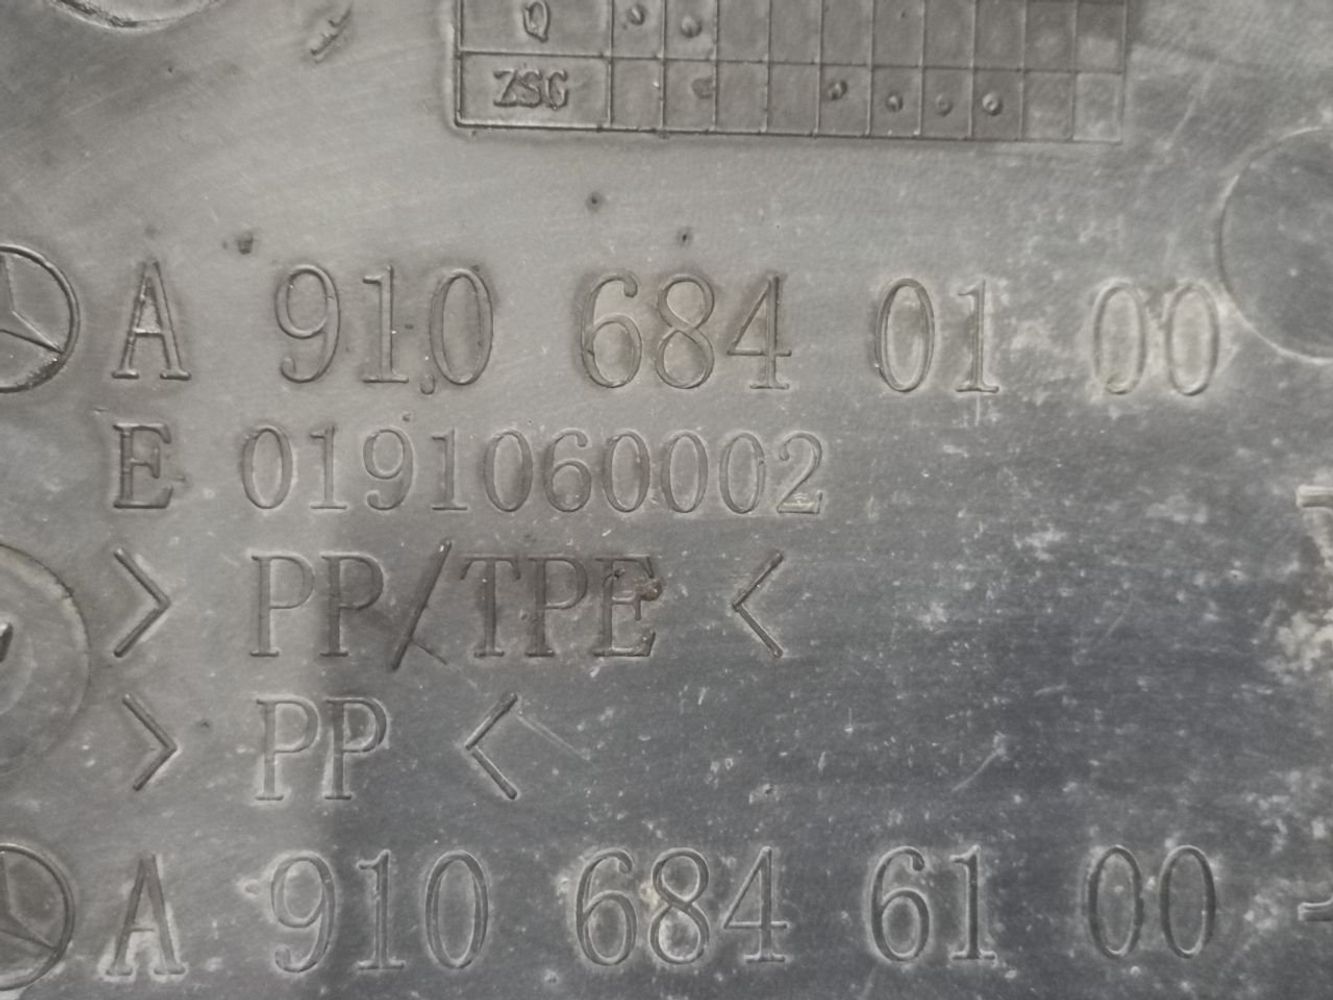 Q
ZSG
A 910 684 01 00
E 0191060002
> PP/TPE <
> PP <
A 910 684 61 00